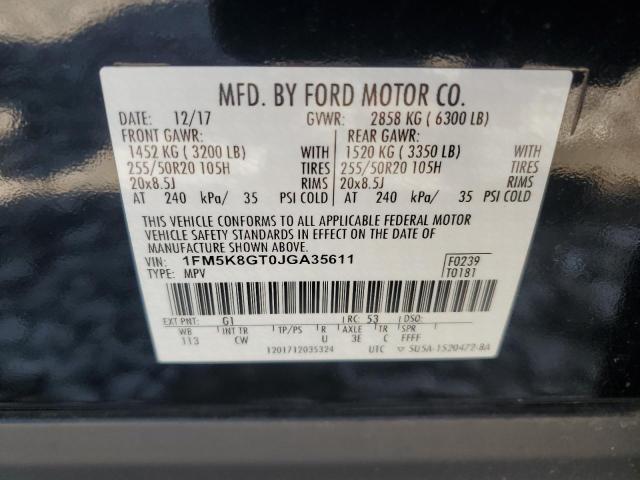 MFD. BY FORD MOTOR CO.
DATE: 12/17 GVWR: 2858 KG ( 6300 LB)
FRONT GAWR: REAR GAWR:
1452 KG ( 3200 LB) WITH 1520 KG ( 3350 LB) WITH
255/50R20 105H TIRES 255/50R20 105H TIRES
20x8.5J RIMS 20x8.5J RIMS
AT 240 kPa/ 35 PSI COLD AT 240 kPa/ 35 PSI COLD
THIS VEHICLE CONFORMS TO ALL APPLICABLE FEDERAL MOTOR
VEHICLE SAFETY STANDARDS IN EFFECT ON THE DATE OF
MANUFACTURE SHOWN ABOVE.
VIN: 1FM5K8GT0JGA35611 F0239
TYPE: MPV T0181
EXT PNT: G1 RC: 53 DSO:
WB INT TR TP/PS R AXLE TR SPR
113 CW U 3E C FFFF
1201712035324 UTC ▽ 5U5A-1520472-BA